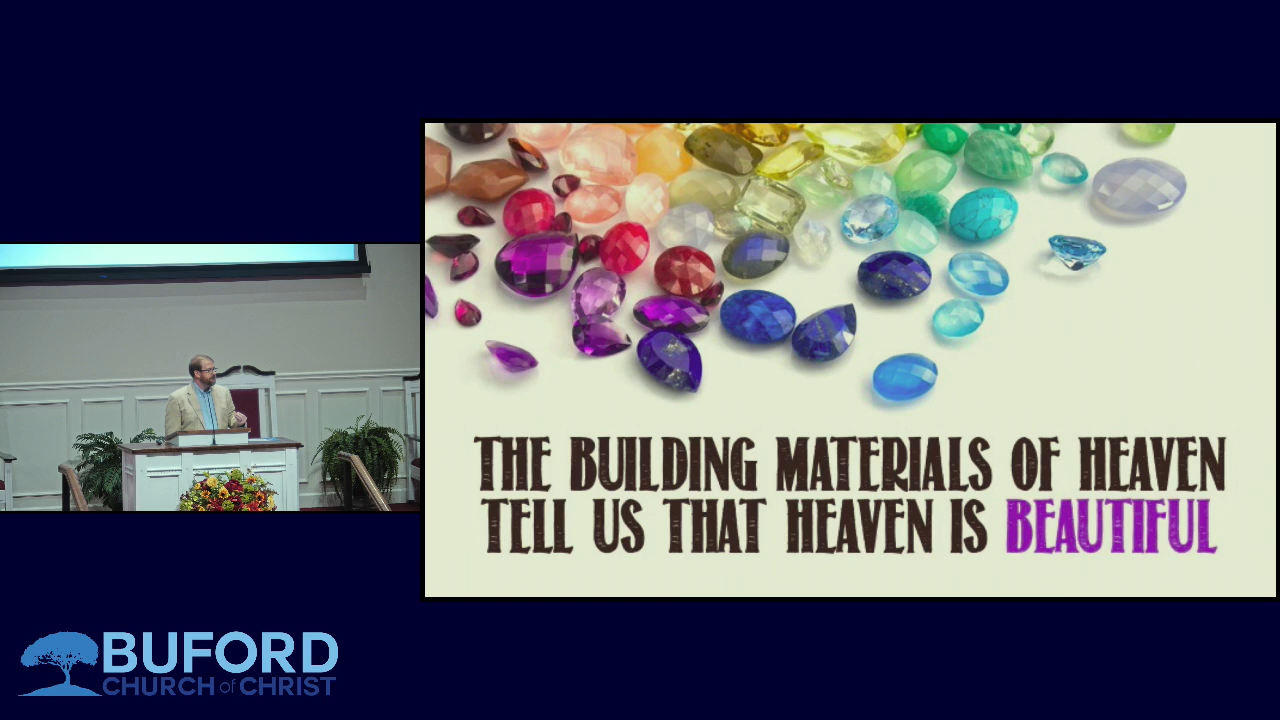 THE BUILDING MATERIALS OF HEAVEN
TELL US THAT HEAVEN IS BEAUTIFUL
BUFORD
CHURCH of CHRIST